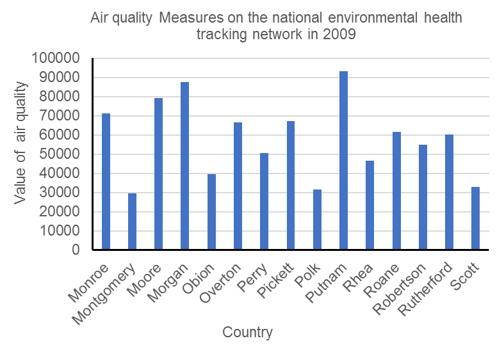 Air quality Measures on the national environmental health
tracking network in 2009
Value of air quality
100000
90000
80000
70000
60000
50000
40000
30000
20000
10000
0
Monroe
Montgomery
Moore
Morgan
Obion
Overton
Perry
Pickett
Polk
Putnam
Rhea
Roane
Robertson
Rutherford
Scott
Country